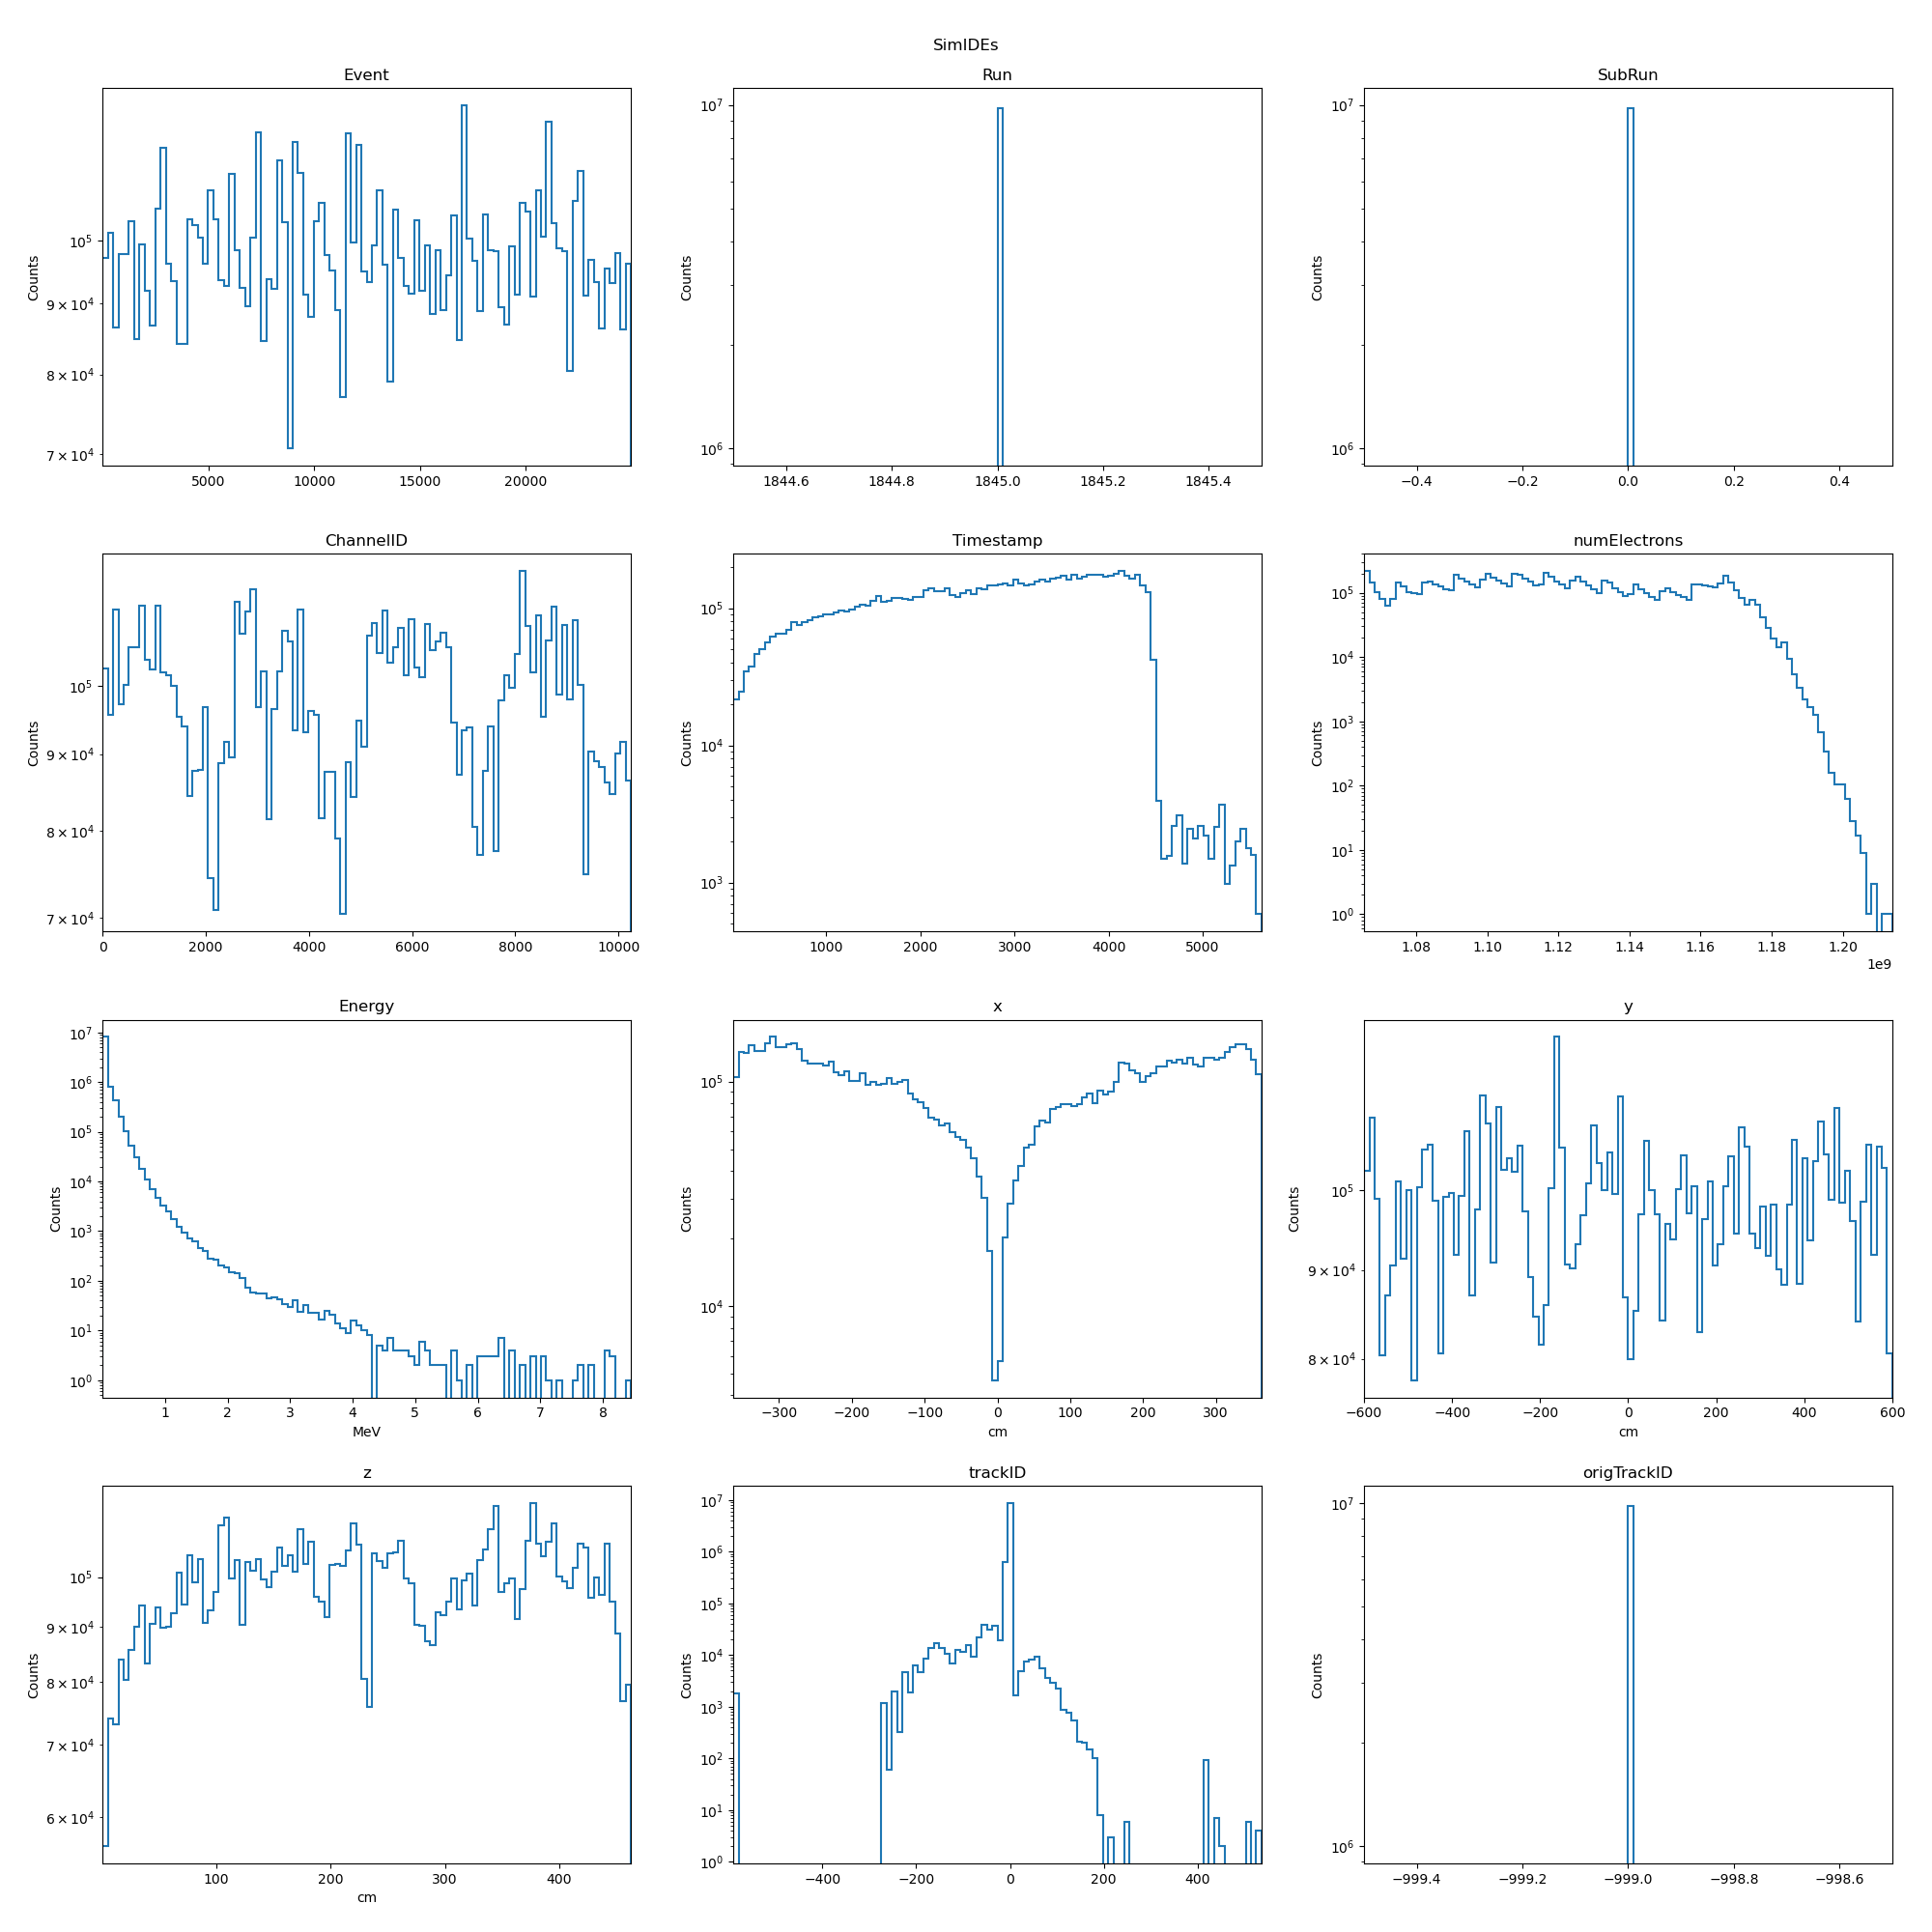 SimIDEs
Event
Run
SubRun
Counts
10^5
9 × 10^4
8 × 10^4
7 × 10^4
5000 10000 15000 20000
Counts
10^7
10^6
1844.6 1844.8 1845.0 1845.2 1845.4
Counts
10^7
10^6
−0.4 −0.2 0.0 0.2 0.4
ChannelID
Timestamp
numElectrons
Counts
10^5
9 × 10^4
8 × 10^4
7 × 10^4
0 2000 4000 6000 8000 10000
Counts
10^5
10^4
10^3
1000 2000 3000 4000 5000
Counts
10^5
10^4
10^3
10^2
10^1
10^0
1.08 1.10 1.12 1.14 1.16 1.18 1.20
1e9
Energy
x
y
Counts
10^7
10^6
10^5
10^4
10^3
10^2
10^1
10^0
1 2 3 4 5 6 7 8
MeV
Counts
10^5
10^4
−300 −200 −100 0 100 200 300
cm
Counts
10^5
9 × 10^4
8 × 10^4
−600 −400 −200 0 200 400 600
cm
z
trackID
origTrackID
Counts
10^5
9 × 10^4
8 × 10^4
7 × 10^4
6 × 10^4
100 200 300 400
cm
Counts
10^7
10^6
10^5
10^4
10^3
10^2
10^1
10^0
−400 −200 0 200 400
Counts
10^7
10^6
−999.4 −999.2 −999.0 −998.8 −998.6